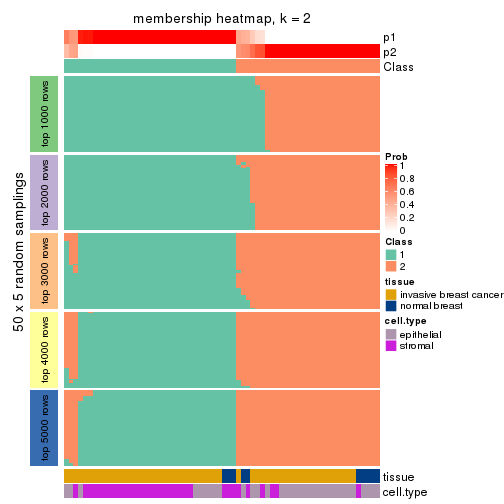 membership heatmap, k = 2
p1
p2
Class
50 x 5 random samplings
top 1000 rows
top 2000 rows
top 3000 rows
top 4000 rows
top 5000 rows
Prob
1
0.8
0.6
0.4
0.2
0
Class
1
2
tissue
invasive breast cancer
normal breast
cell.type
epithelial
stromal
tissue
cell.type